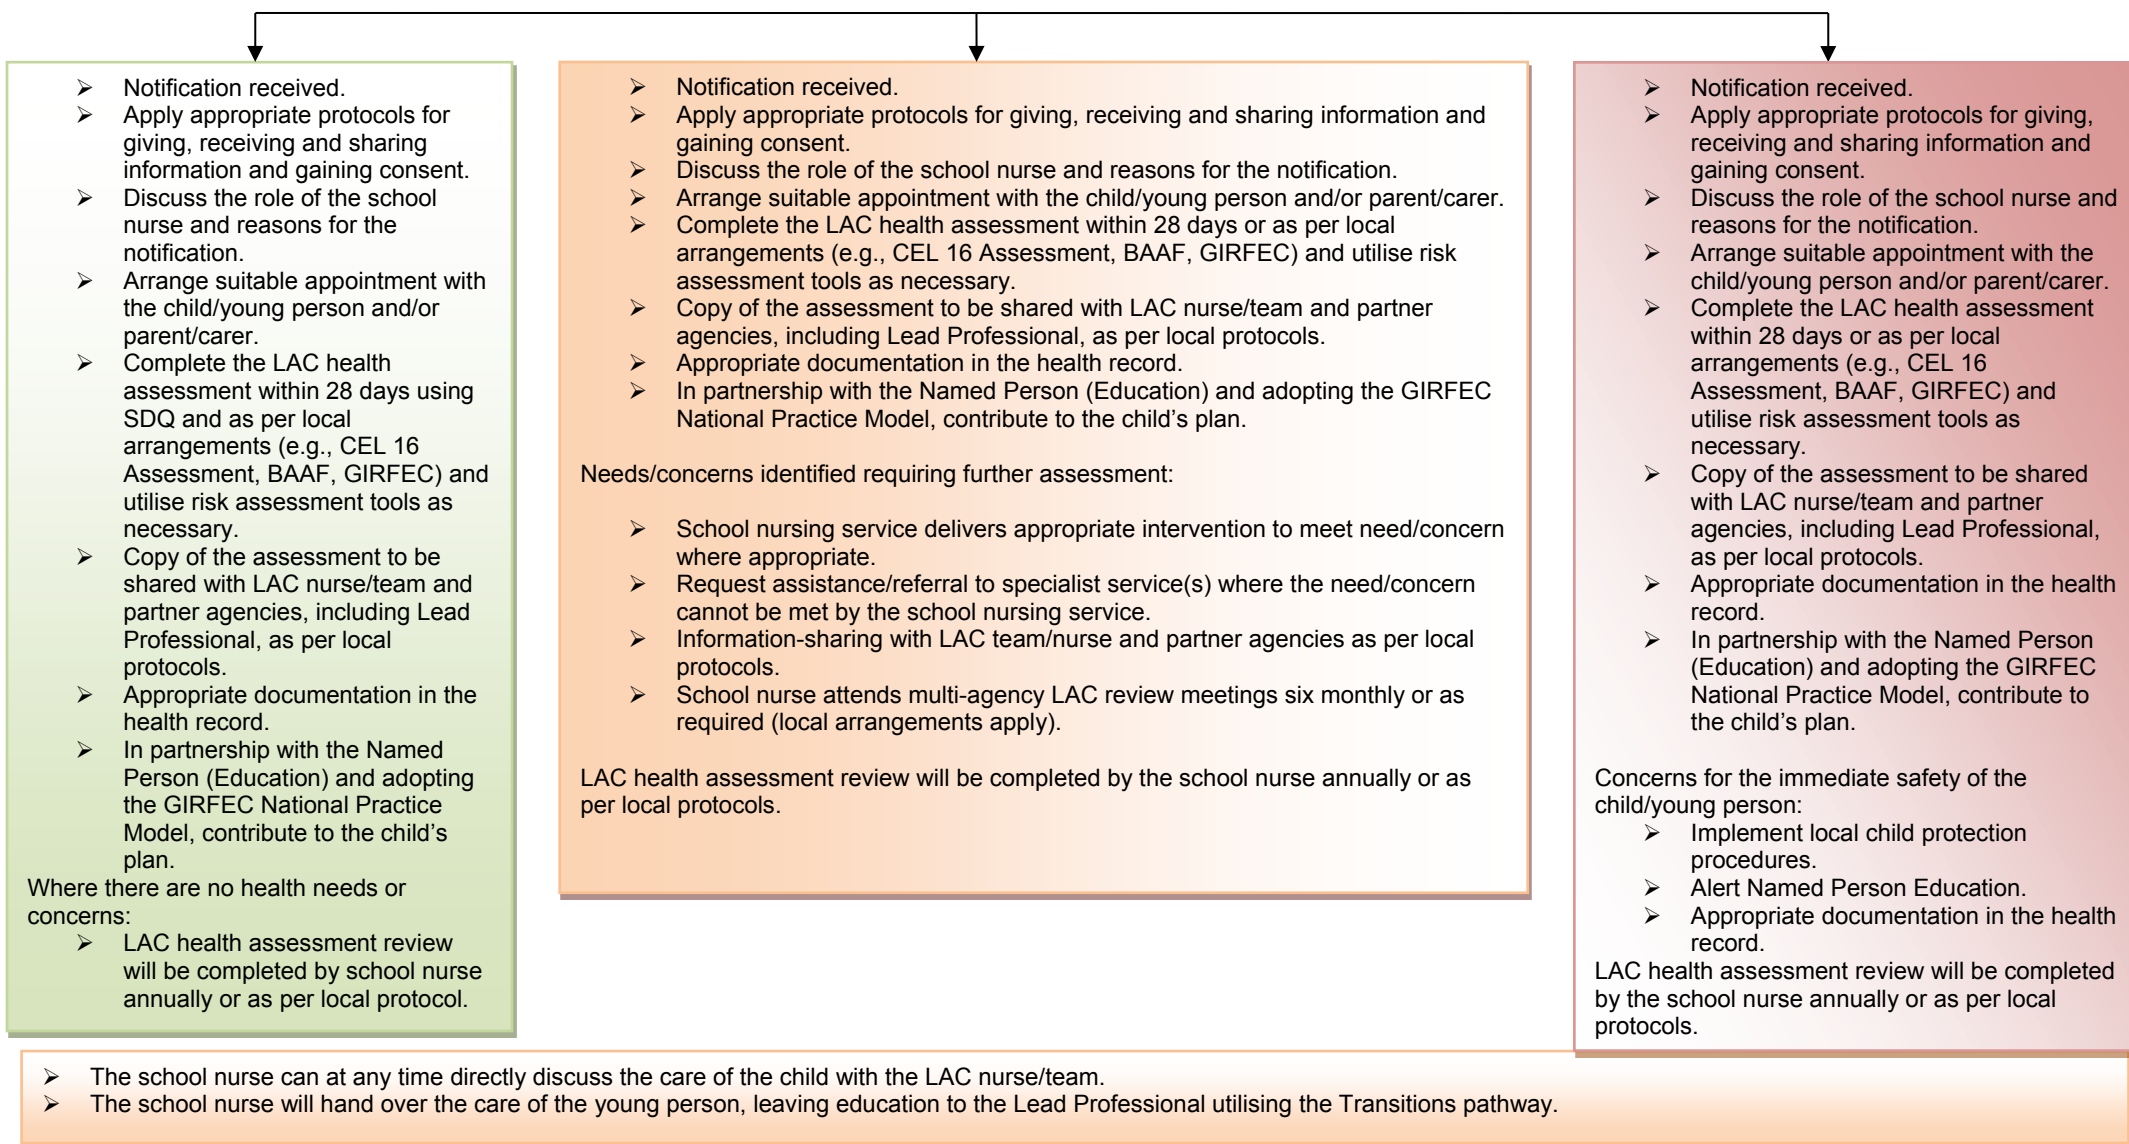 ➢ Notification received.
➢ Apply appropriate protocols for
giving, receiving and sharing
information and gaining consent.
➢ Discuss the role of the school
nurse and reasons for the
notification.
➢ Arrange suitable appointment with
the child/young person and/or
parent/carer.
➢ Complete the LAC health
assessment within 28 days using
SDQ and as per local
arrangements (e.g., CEL 16
Assessment, BAAF, GIRFEC) and
utilise risk assessment tools as
necessary.
➢ Copy of the assessment to be
shared with LAC nurse/team and
partner agencies, including Lead
Professional, as per local
protocols.
➢ Appropriate documentation in the
health record.
➢ In partnership with the Named
Person (Education) and adopting
the GIRFEC National Practice
Model, contribute to the child’s
plan.
Where there are no health needs or
concerns:
➢ LAC health assessment review
will be completed by school nurse
annually or as per local protocol.
➢ Notification received.
➢ Apply appropriate protocols for giving, receiving and sharing information and
gaining consent.
➢ Discuss the role of the school nurse and reasons for the notification.
➢ Arrange suitable appointment with the child/young person and/or parent/carer.
➢ Complete the LAC health assessment within 28 days or as per local
arrangements (e.g., CEL 16 Assessment, BAAF, GIRFEC) and utilise risk
assessment tools as necessary.
➢ Copy of the assessment to be shared with LAC nurse/team and partner
agencies, including Lead Professional, as per local protocols.
➢ Appropriate documentation in the health record.
➢ In partnership with the Named Person (Education) and adopting the GIRFEC
National Practice Model, contribute to the child’s plan.
Needs/concerns identified requiring further assessment:
➢ School nursing service delivers appropriate intervention to meet need/concern
where appropriate.
➢ Request assistance/referral to specialist service(s) where the need/concern
cannot be met by the school nursing service.
➢ Information-sharing with LAC team/nurse and partner agencies as per local
protocols.
➢ School nurse attends multi-agency LAC review meetings six monthly or as
required (local arrangements apply).
LAC health assessment review will be completed by the school nurse annually or as
per local protocols.
➢ Notification received.
➢ Apply appropriate protocols for giving,
receiving and sharing information and
gaining consent.
➢ Discuss the role of the school nurse and
reasons for the notification.
➢ Arrange suitable appointment with the
child/young person and/or parent/carer.
➢ Complete the LAC health assessment
within 28 days or as per local
arrangements (e.g., CEL 16
Assessment, BAAF, GIRFEC) and
utilise risk assessment tools as
necessary.
➢ Copy of the assessment to be shared
with LAC nurse/team and partner
agencies, including Lead Professional,
as per local protocols.
➢ Appropriate documentation in the health
record.
➢ In partnership with the Named Person
(Education) and adopting the GIRFEC
National Practice Model, contribute to
the child’s plan.
Concerns for the immediate safety of the
child/young person:
➢ Implement local child protection
procedures.
➢ Alert Named Person Education.
➢ Appropriate documentation in the health
record.
LAC health assessment review will be completed
by the school nurse annually or as per local
protocols.
➢ The school nurse can at any time directly discuss the care of the child with the LAC nurse/team.
➢ The school nurse will hand over the care of the young person, leaving education to the Lead Professional utilising the Transitions pathway.